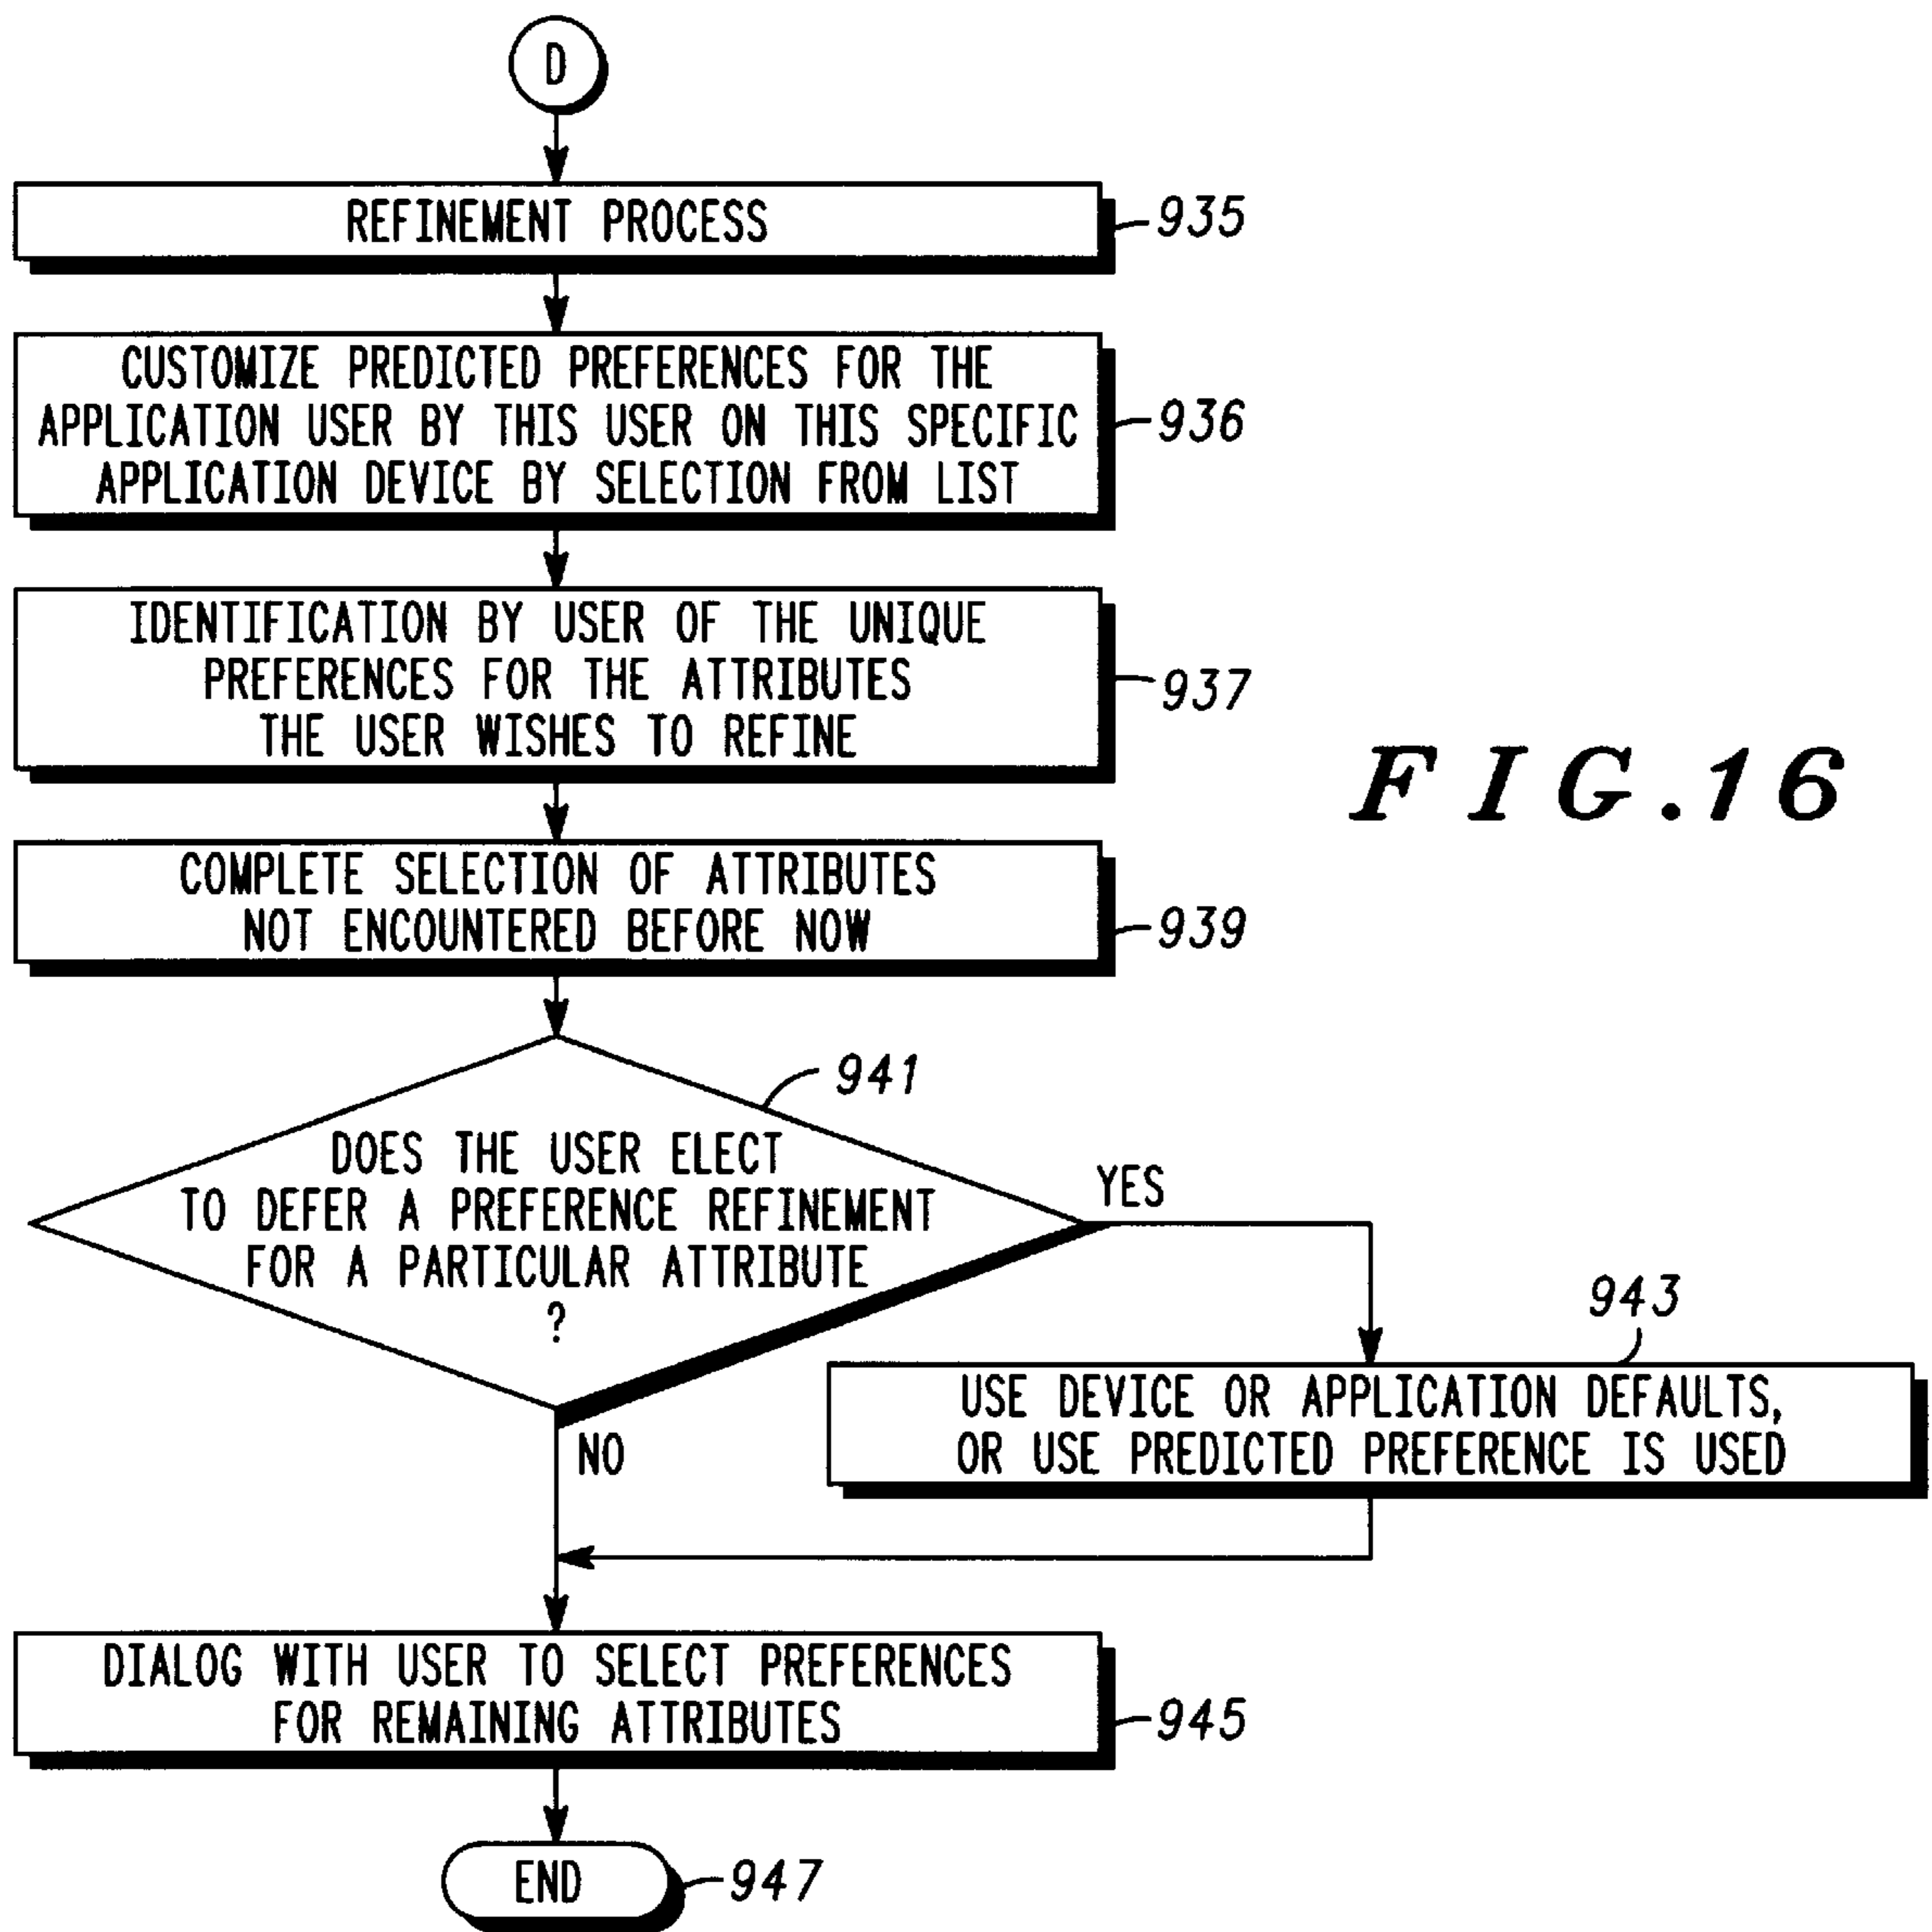 D
REFINEMENT PROCESS
935
CUSTOMIZE PREDICTED PREFERENCES FOR THE
APPLICATION USER BY THIS USER ON THIS SPECIFIC
APPLICATION DEVICE BY SELECTION FROM LIST
936
IDENTIFICATION BY USER OF THE UNIQUE
PREFERENCES FOR THE ATTRIBUTES
THE USER WISHES TO REFINE
937
FIG.16
COMPLETE SELECTION OF ATTRIBUTES
NOT ENCOUNTERED BEFORE NOW
939
941
DOES THE USER ELECT
TO DEFER A PREFERENCE REFINEMENT
FOR A PARTICULAR ATTRIBUTE
?
YES
943
USE DEVICE OR APPLICATION DEFAULTS,
OR USE PREDICTED PREFERENCE IS USED
NO
DIALOG WITH USER TO SELECT PREFERENCES
FOR REMAINING ATTRIBUTES
945
END
947